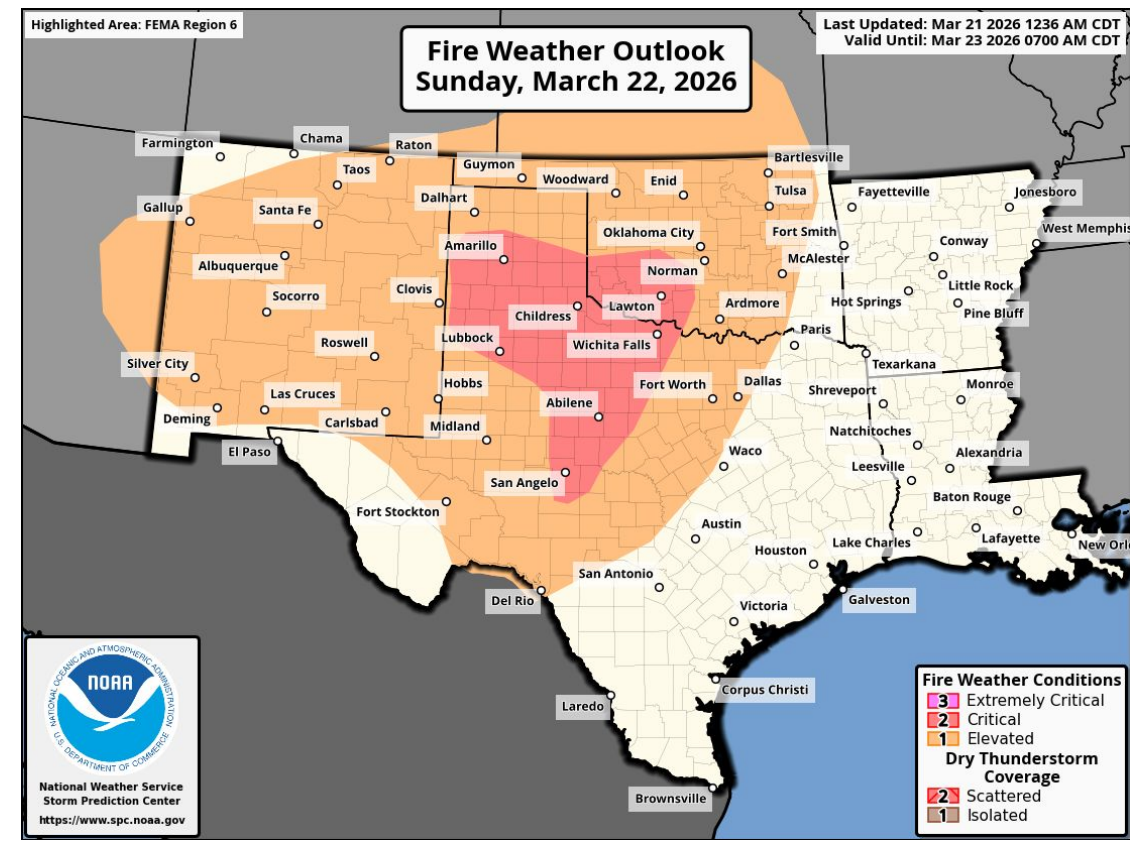 Highlighted Area: FEMA Region 6
Fire Weather Outlook
Sunday, March 22, 2026
Last Updated: Mar 21 2026 1236 AM CDT
Valid Until: Mar 23 2026 0700 AM CDT
Farmington
Chama
Raton
Taos
Guymon
Woodward
Enid
Bartlesville
Tulsa
Fayetteville
Jonesboro
Gallup
Santa Fe
Dalhart
Oklahoma City
Fort Smith
Conway
West Memphis
Albuquerque
Amarillo
Norman
McAlester
Little Rock
Socorro
Clovis
Childress
Lawton
Ardmore
Hot Springs
Pine Bluff
Roswell
Lubbock
Wichita Falls
Paris
Texarkana
Silver City
Hobbs
Fort Worth
Dallas
Shreveport
Monroe
Las Cruces
Abilene
Deming
Carlsbad
Midland
Natchitoches
El Paso
Waco
Alexandria
San Angelo
Leesville
Baton Rouge
Fort Stockton
Austin
Houston
Lake Charles
Lafayette
New Orl
San Antonio
Del Rio
Victoria
Galveston
Corpus Christi
Laredo
Brownsville
NATIONAL OCEANIC AND ATMOSPHERIC ADMINISTRATION
NOAA
U.S. DEPARTMENT OF COMMERCE
National Weather Service
Storm Prediction Center
https://www.spc.noaa.gov
Fire Weather Conditions
3 Extremely Critical
2 Critical
1 Elevated
Dry Thunderstorm
Coverage
2 Scattered
1 Isolated